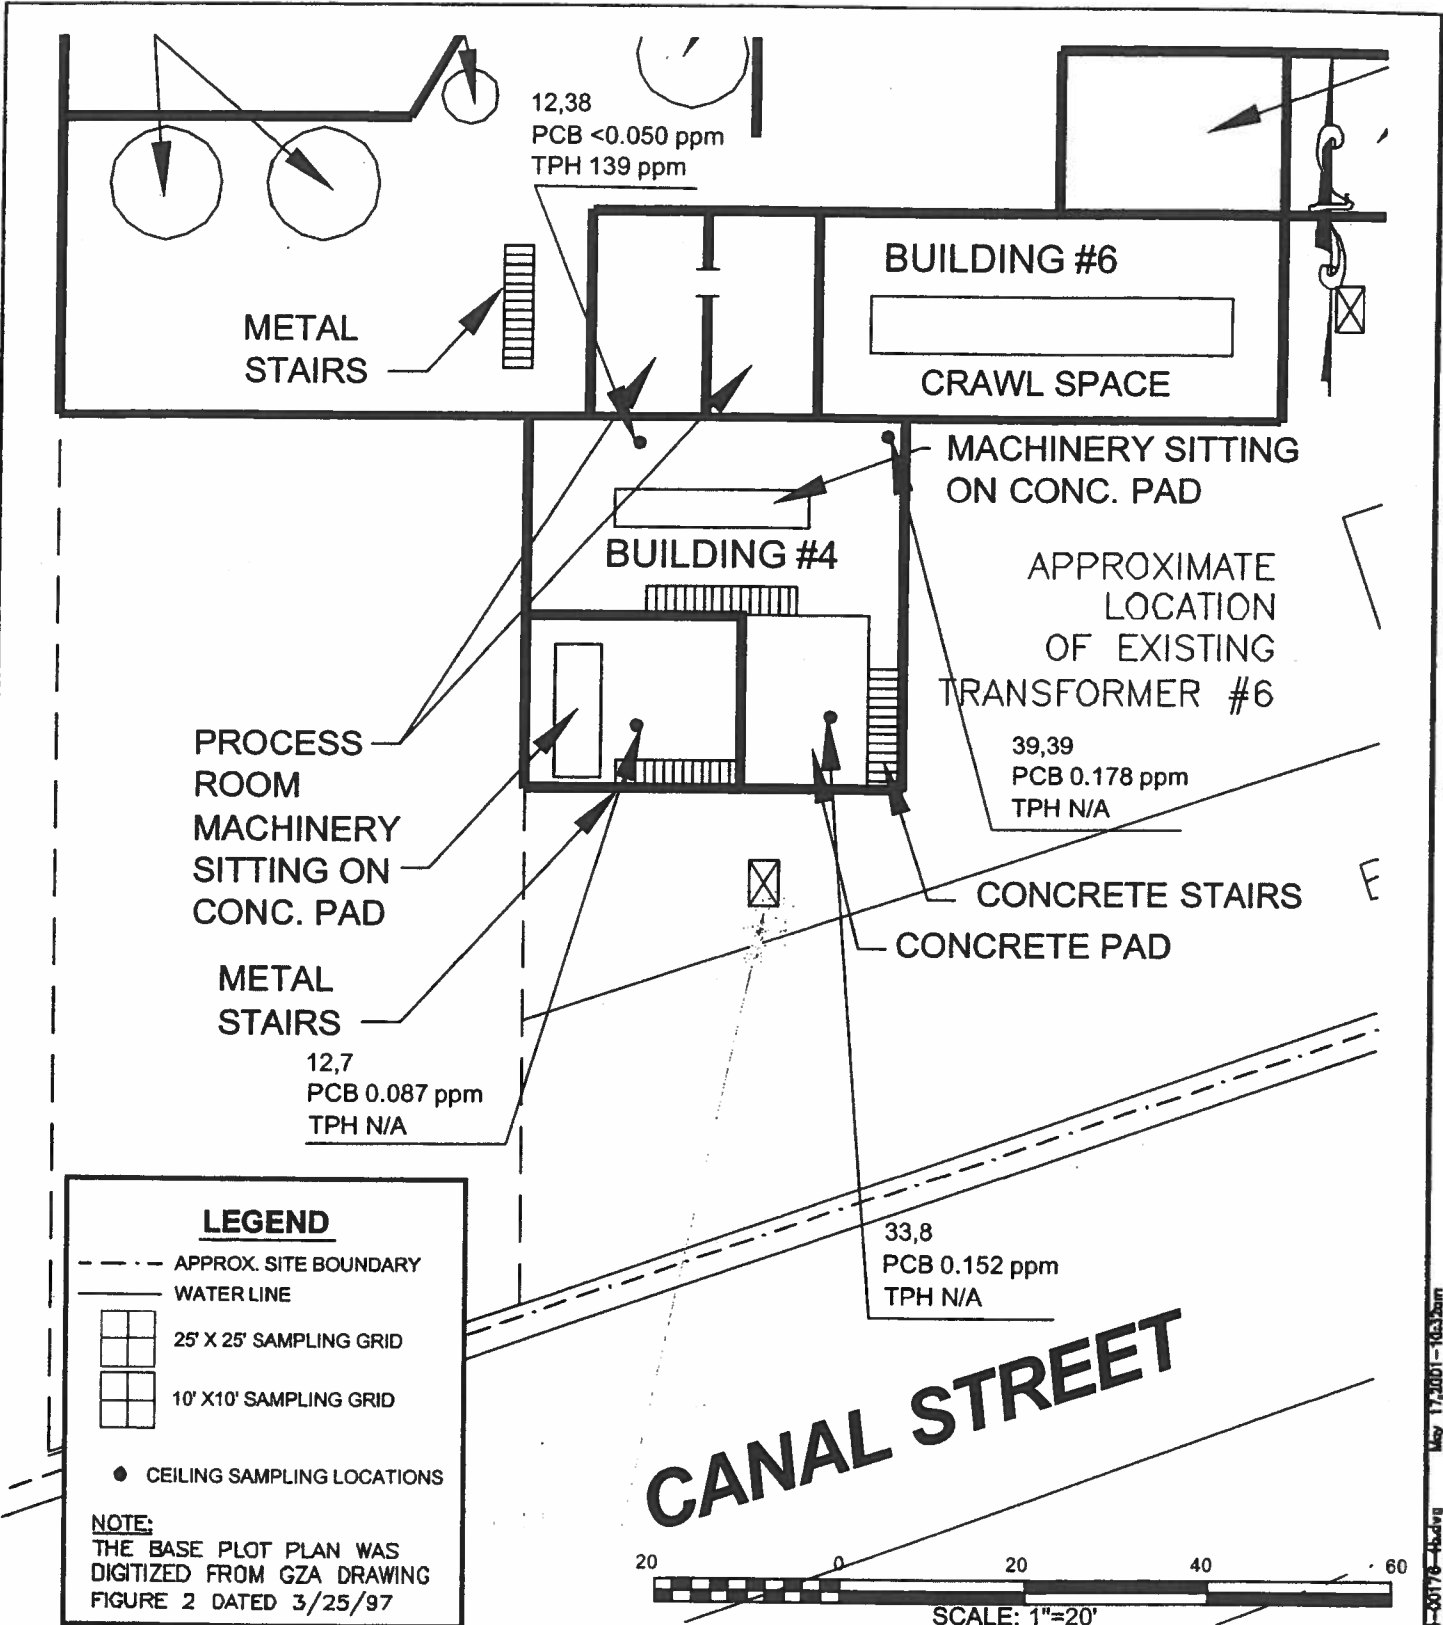 12,38
PCB <0.050 ppm
TPH 139 ppm
BUILDING #6
METAL
STAIRS
CRAWL SPACE
MACHINERY SITTING
ON CONC. PAD
BUILDING #4
APPROXIMATE
LOCATION
OF EXISTING
TRANSFORMER #6
PROCESS
ROOM
MACHINERY
SITTING ON
CONC. PAD
39,39
PCB 0.178 ppm
TPH N/A
CONCRETE STAIRS
CONCRETE PAD
METAL
STAIRS
12,7
PCB 0.087 ppm
TPH N/A
33,8
PCB 0.152 ppm
TPH N/A
LEGEND
APPROX. SITE BOUNDARY
WATER LINE
25' X 25' SAMPLING GRID
10' X10' SAMPLING GRID
CEILING SAMPLING LOCATIONS
NOTE:
THE BASE PLOT PLAN WAS
DIGITIZED FROM GZA DRAWING
FIGURE 2 DATED 3/25/97
CANAL STREET
20 0 20 40 60
SCALE: 1"=20'
May 17,2001-10:32am